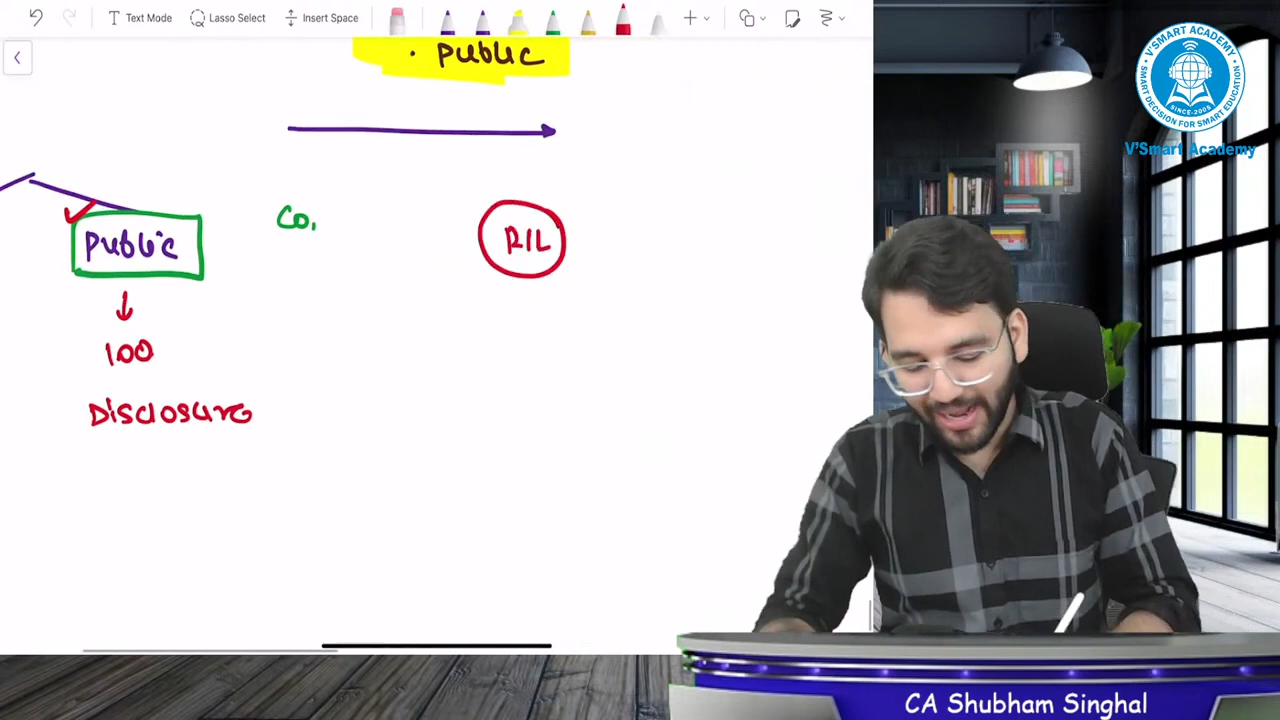 Text Mode Lasso Select Insert Space
• Public
Public
Co.
RIL
100
Disclosure
V'SMART ACADEMY
SMART DECISION FOR SMART EDUCATION
SINCE-2005
V'Smart Academy
CA Shubham Singhal